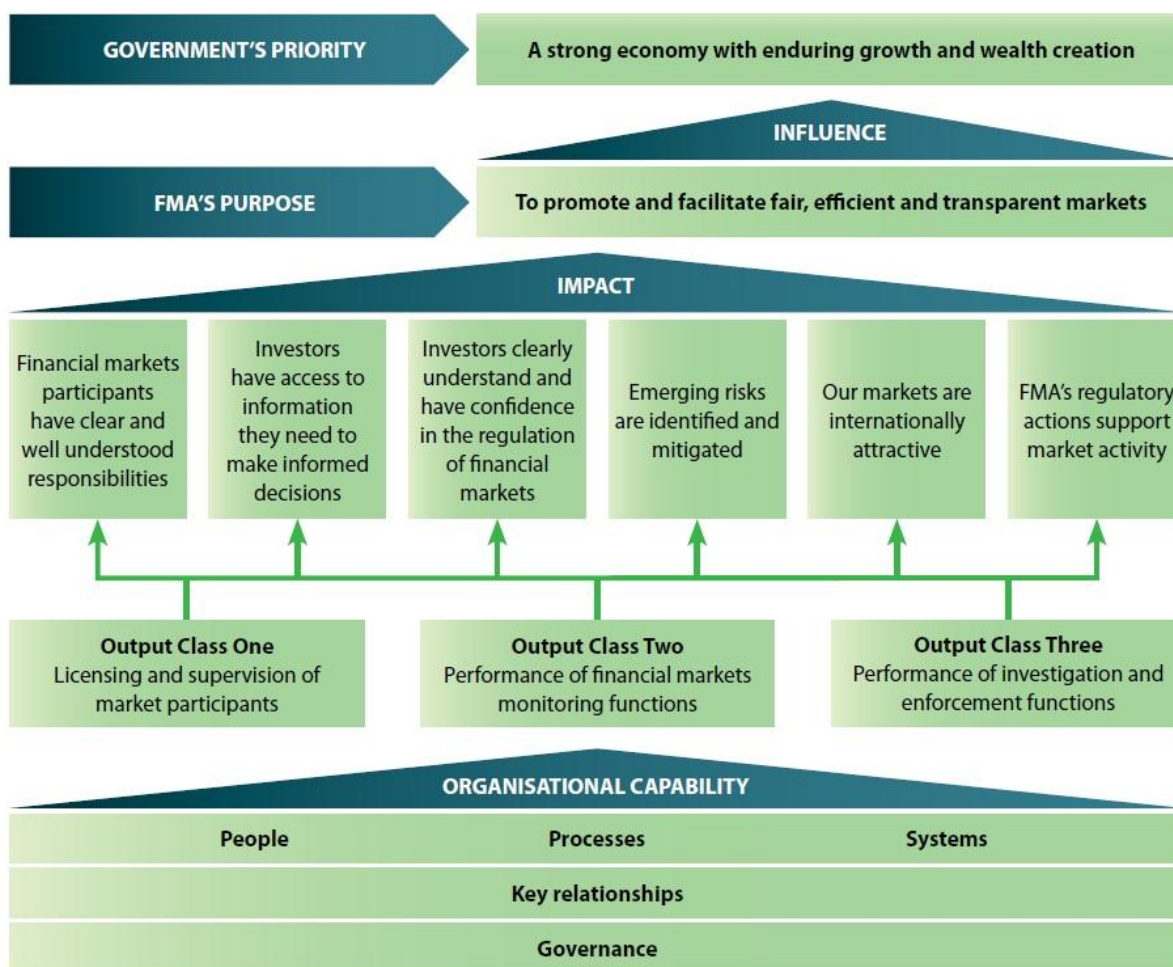 GOVERNMENT'S PRIORITY
A strong economy with enduring growth and wealth creation
INFLUENCE
FMA'S PURPOSE
To promote and facilitate fair, efficient and transparent markets
IMPACT
Financial markets
participants
have clear and
well understood
responsibilities
Investors
have access to
information
they need to
make informed
decisions
Investors clearly
understand and
have confidence
in the regulation
of financial
markets
Emerging risks
are identified and
mitigated
Our markets are
internationally
attractive
FMA's regulatory
actions support
market activity
Output Class One
Licensing and supervision of
market participants
Output Class Two
Performance of financial markets
monitoring functions
Output Class Three
Performance of investigation and
enforcement functions
ORGANISATIONAL CAPABILITY
People
Processes
Systems
Key relationships
Governance